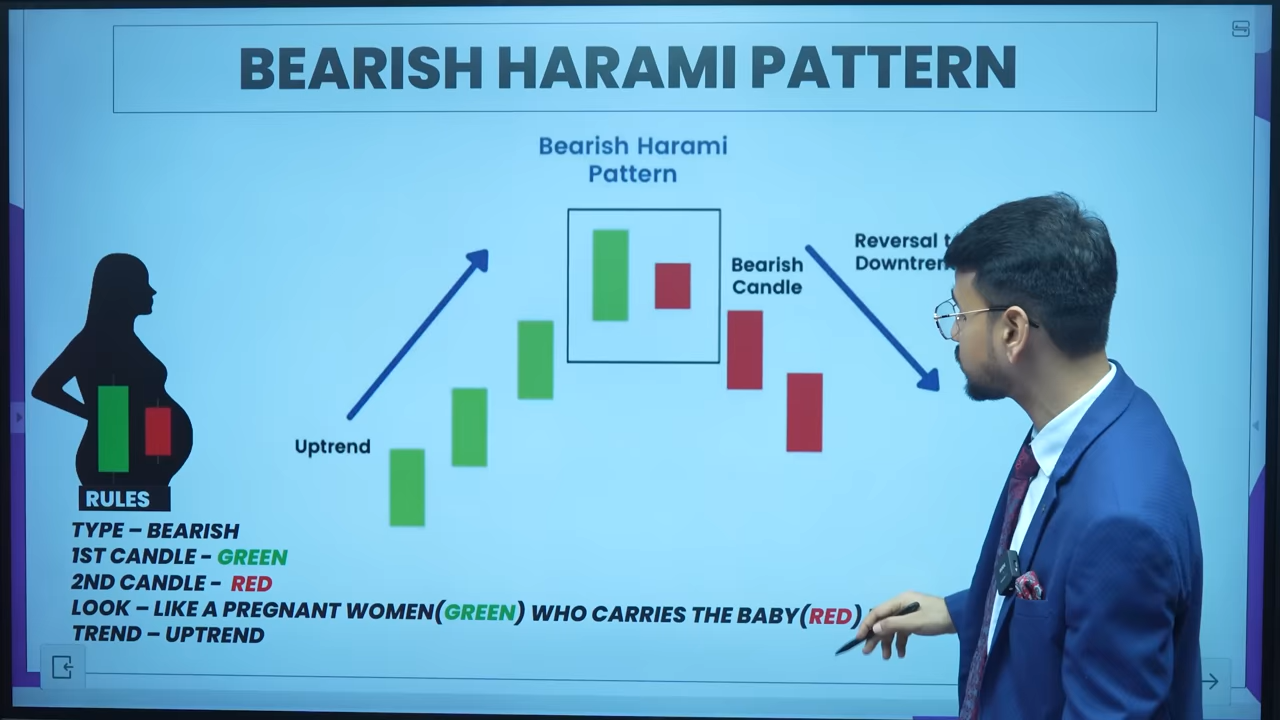 BEARISH HARAMI PATTERN
Bearish Harami
Pattern
Bearish
Candle
Reversal
Uptrend
RULES
TYPE – BEARISH
1ST CANDLE - GREEN
2ND CANDLE - RED
LOOK – LIKE A PREGNANT WOMEN(GREEN) WHO CARRIES THE BABY(RED)
TREND – UPTREND